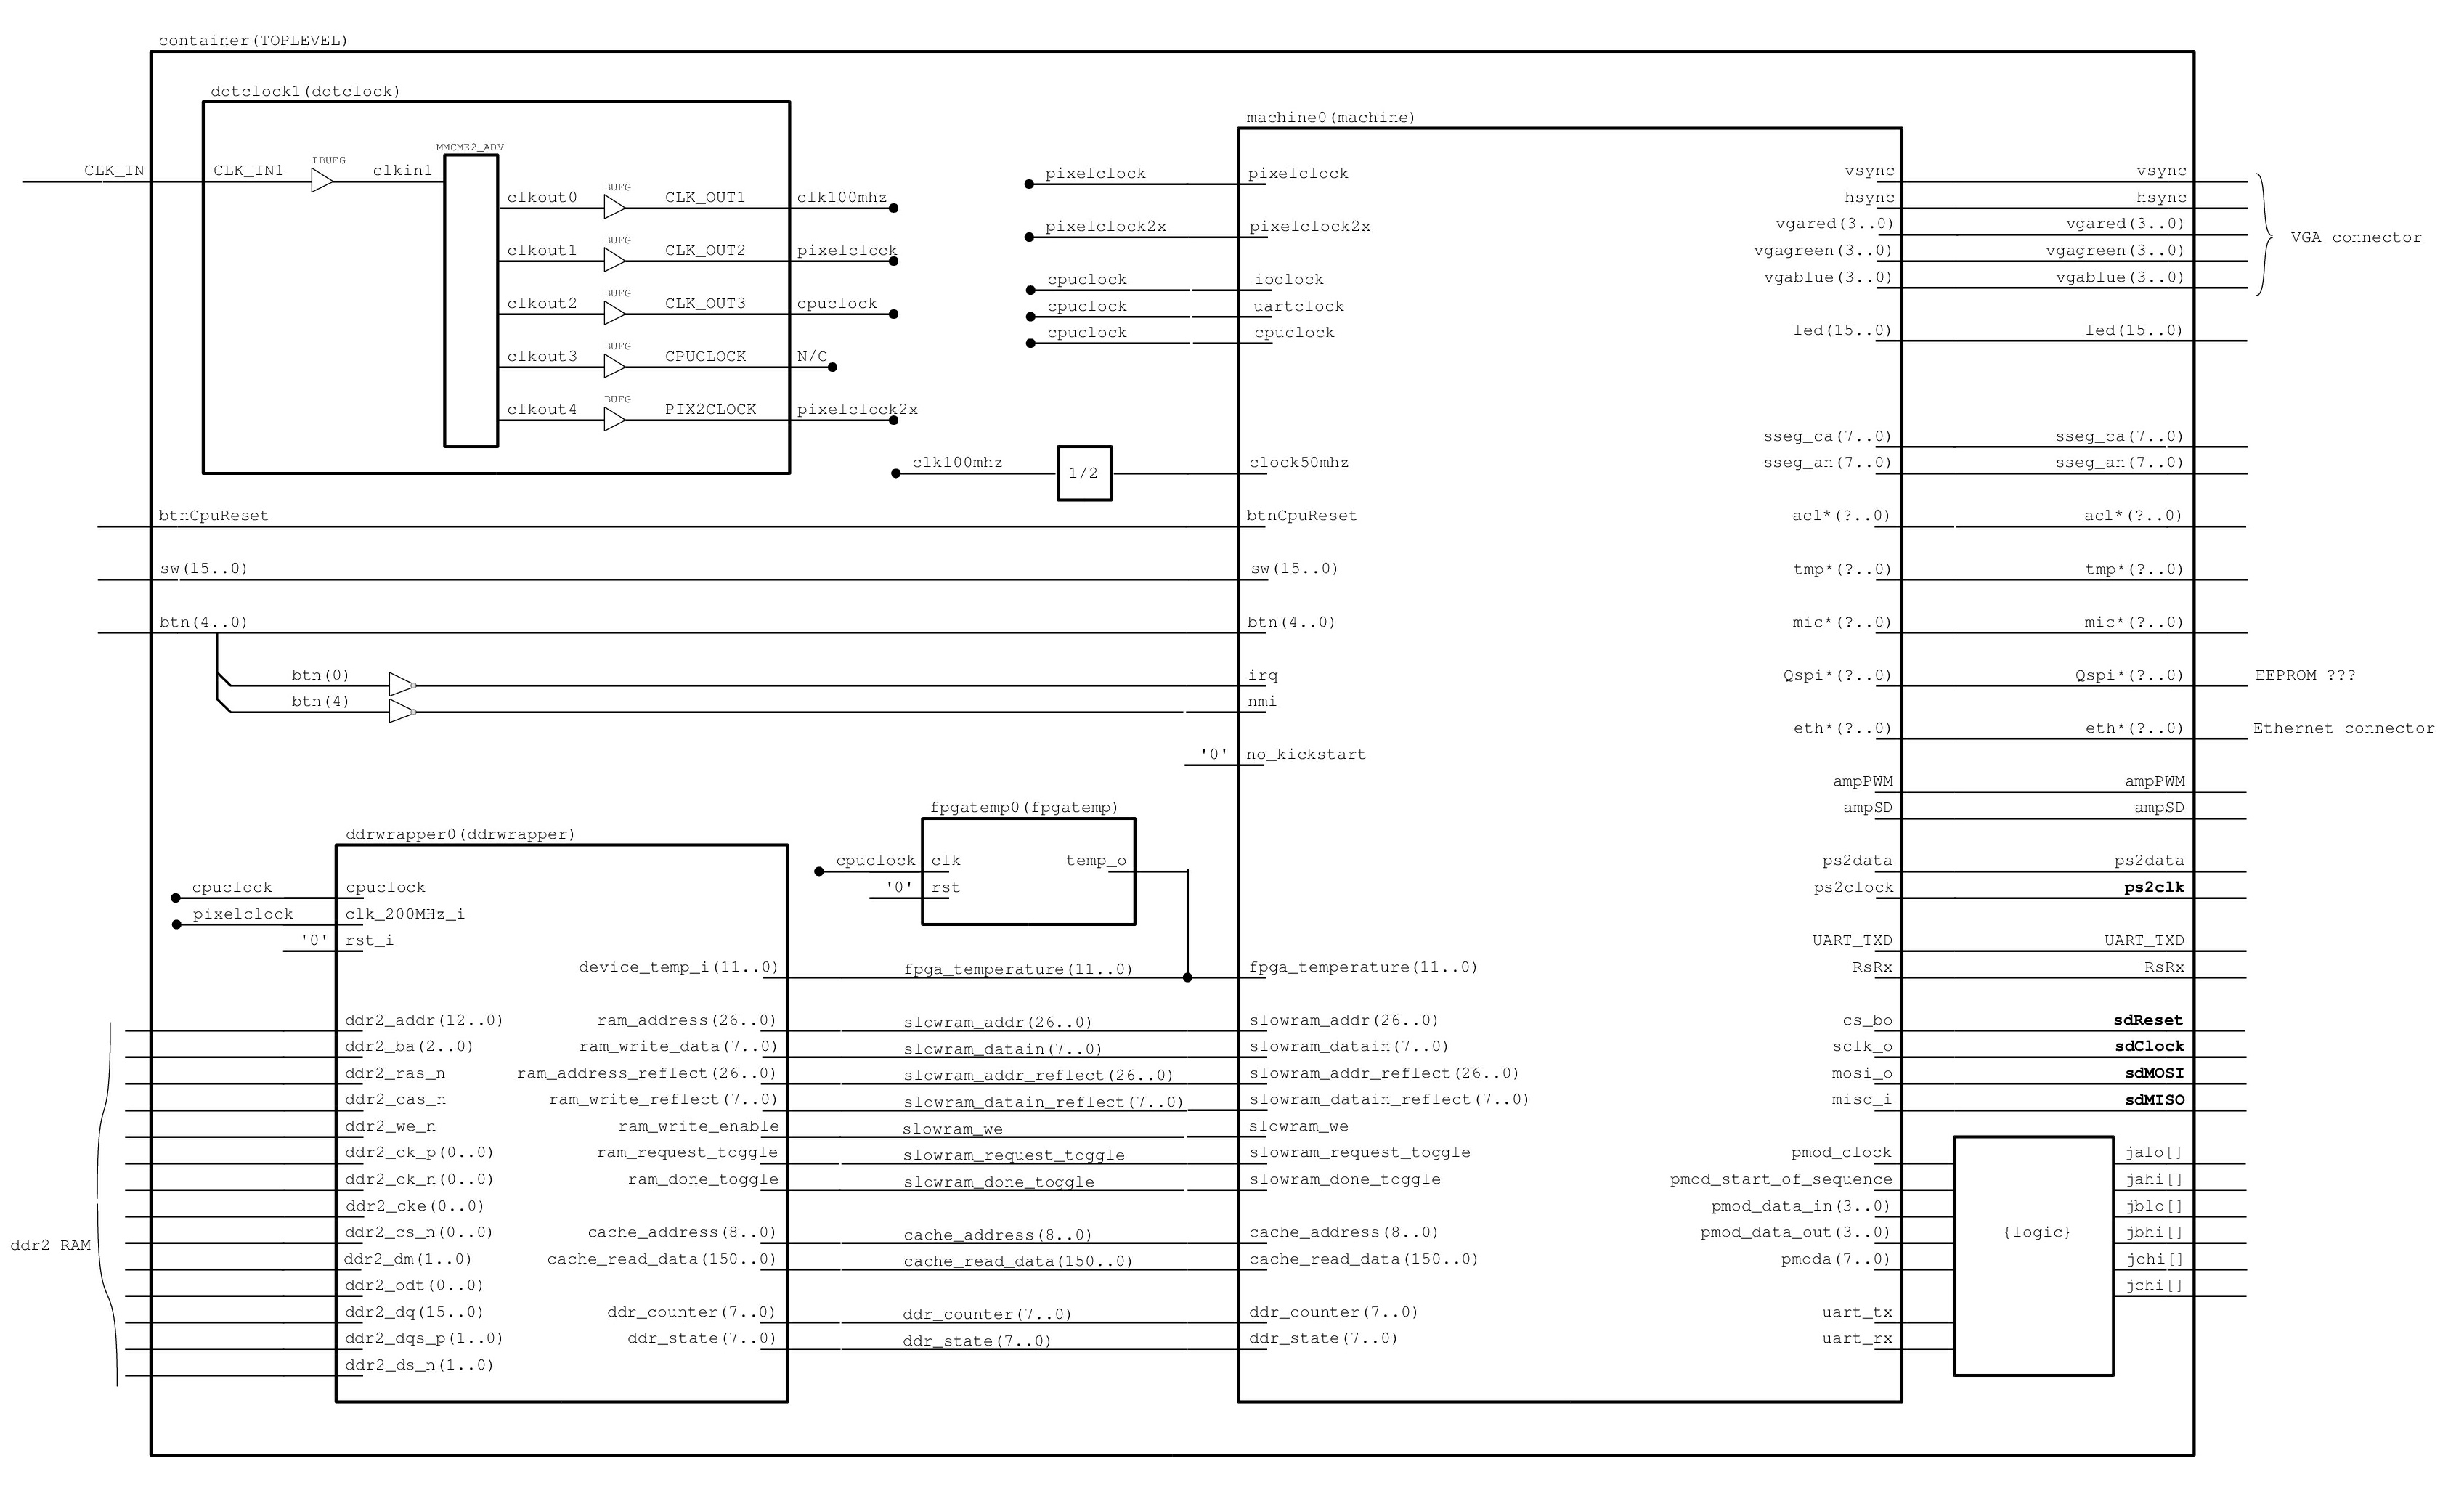 container(TOPLEVEL)
dotclock1(dotclock)
CLK_IN
CLK_IN1
IBUFG
clkin1
MMCME2_ADV
clkout0
BUFG
CLK_OUT1
clk100mhz
clkout1
BUFG
CLK_OUT2
pixelclock
clkout2
BUFG
CLK_OUT3
cpuclock
clkout3
BUFG
CPUCLOCK
N/C
clkout4
BUFG
PIX2CLOCK
pixelclock2x
clk100mhz
1/2
pixelclock
pixelclock2x
cpuclock
cpuclock
cpuclock
btnCpuReset
sw(15..0)
btn(4..0)
btn(0)
btn(4)
'0'
fpgatemp0(fpgatemp)
cpuclock
clk
temp_o
'0'
rst
ddrwrapper0(ddrwrapper)
cpuclock
cpuclock
pixelclock
clk_200MHz_i
'0'
rst_i
ddr2 RAM
ddr2_addr(12..0)
ddr2_ba(2..0)
ddr2_ras_n
ddr2_cas_n
ddr2_we_n
ddr2_ck_p(0..0)
ddr2_ck_n(0..0)
ddr2_cke(0..0)
ddr2_cs_n(0..0)
ddr2_dm(1..0)
ddr2_odt(0..0)
ddr2_dq(15..0)
ddr2_dqs_p(1..0)
ddr2_ds_n(1..0)
device_temp_i(11..0)
ram_address(26..0)
ram_write_data(7..0)
ram_address_reflect(26..0)
ram_write_reflect(7..0)
ram_write_enable
ram_request_toggle
ram_done_toggle
cache_address(8..0)
cache_read_data(150..0)
ddr_counter(7..0)
ddr_state(7..0)
fpga_temperature(11..0)
slowram_addr(26..0)
slowram_datain(7..0)
slowram_addr_reflect(26..0)
slowram_datain_reflect(7..0)
slowram_we
slowram_request_toggle
slowram_done_toggle
cache_address(8..0)
cache_read_data(150..0)
ddr_counter(7..0)
ddr_state(7..0)
machine0(machine)
pixelclock
pixelclock2x
ioclock
uartclock
cpuclock
clock50mhz
btnCpuReset
sw(15..0)
btn(4..0)
irq
nmi
no_kickstart
fpga_temperature(11..0)
slowram_addr(26..0)
slowram_datain(7..0)
slowram_addr_reflect(26..0)
slowram_datain_reflect(7..0)
slowram_we
slowram_request_toggle
slowram_done_toggle
cache_address(8..0)
cache_read_data(150..0)
ddr_counter(7..0)
ddr_state(7..0)
vsync
hsync
vgared(3..0)
vgagreen(3..0)
vgablue(3..0)
led(15..0)
sseg_ca(7..0)
sseg_an(7..0)
acl*(?..0)
tmp*(?..0)
mic*(?..0)
Qspi*(?..0)
eth*(?..0)
ampPWM
ampSD
ps2data
ps2clock
UART_TXD
RsRx
cs_bo
sclk_o
mosi_o
miso_i
pmod_clock
pmod_start_of_sequence
pmod_data_in(3..0)
pmod_data_out(3..0)
pmoda(7..0)
uart_tx
uart_rx
{logic}
vsync
hsync
vgared(3..0)
vgagreen(3..0)
vgablue(3..0)
led(15..0)
sseg_ca(7..0)
sseg_an(7..0)
acl*(?..0)
tmp*(?..0)
mic*(?..0)
Qspi*(?..0)
eth*(?..0)
ampPWM
ampSD
ps2data
ps2clk
UART_TXD
RsRx
sdReset
sdClock
sdMOSI
sdMISO
jalo[]
jahi[]
jblo[]
jbhi[]
jchi[]
jchi[]
VGA connector
EEPROM ???
Ethernet connector